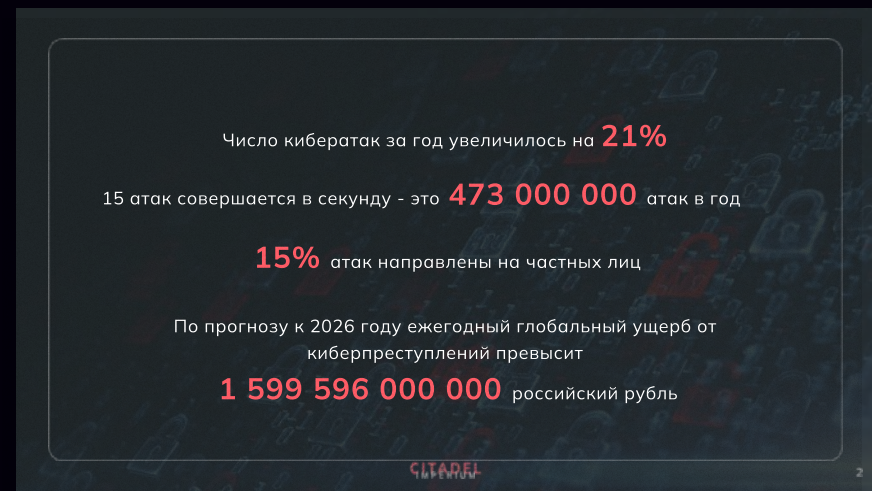 Число кибератак за год увеличилось на 21%
15 атак совершается в секунду - это 473 000 000 атак в год
15% атак направлены на частных лиц
По прогнозу к 2026 году ежегодный глобальный ущерб от
киберпреступлений превысит
1 599 596 000 000 российский рубль
CITADEL
IMPERIUM
2